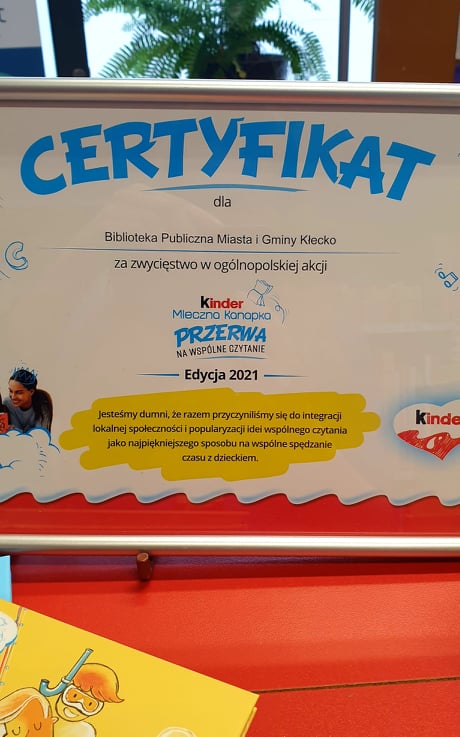 CERTYFIKAT
dla
Biblioteka Publiczna Miasta i Gminy Kłecko
za zwycięstwo w ogólnopolskiej akcji
kinder
Mleczna Kanapka
PRZERWA
NA WSPÓLNE CZYTANIE
Edycja 2021
Jesteśmy dumni, że razem przyczyniliśmy się do integracji
lokalnej społeczności i popularyzacji idei wspólnego czytania
jako najpiękniejszego sposobu na wspólne spędzanie
czasu z dzieckiem.
kinde